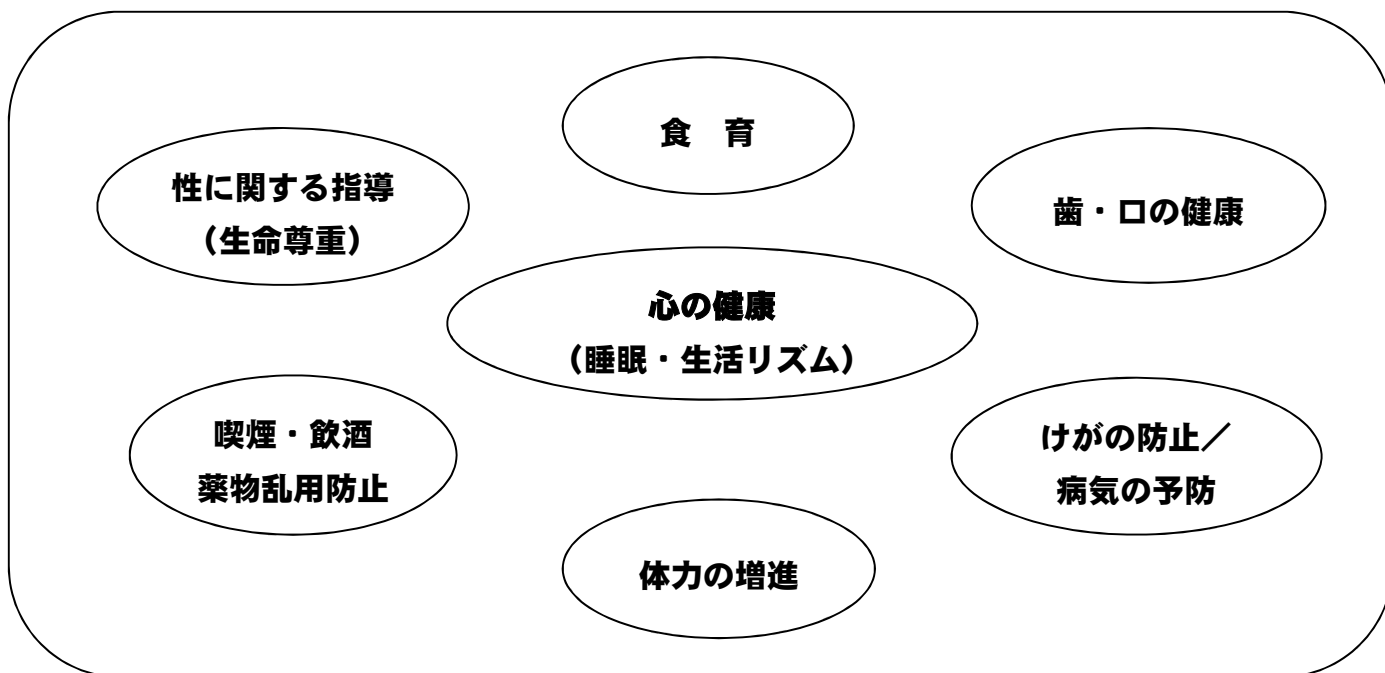 食　育
性に関する指導
（生命尊重）
歯・口の健康
心の健康
（睡眠・生活リズム）
喫煙・飲酒
薬物乱用防止
けがの防止／
病気の予防
体力の増進